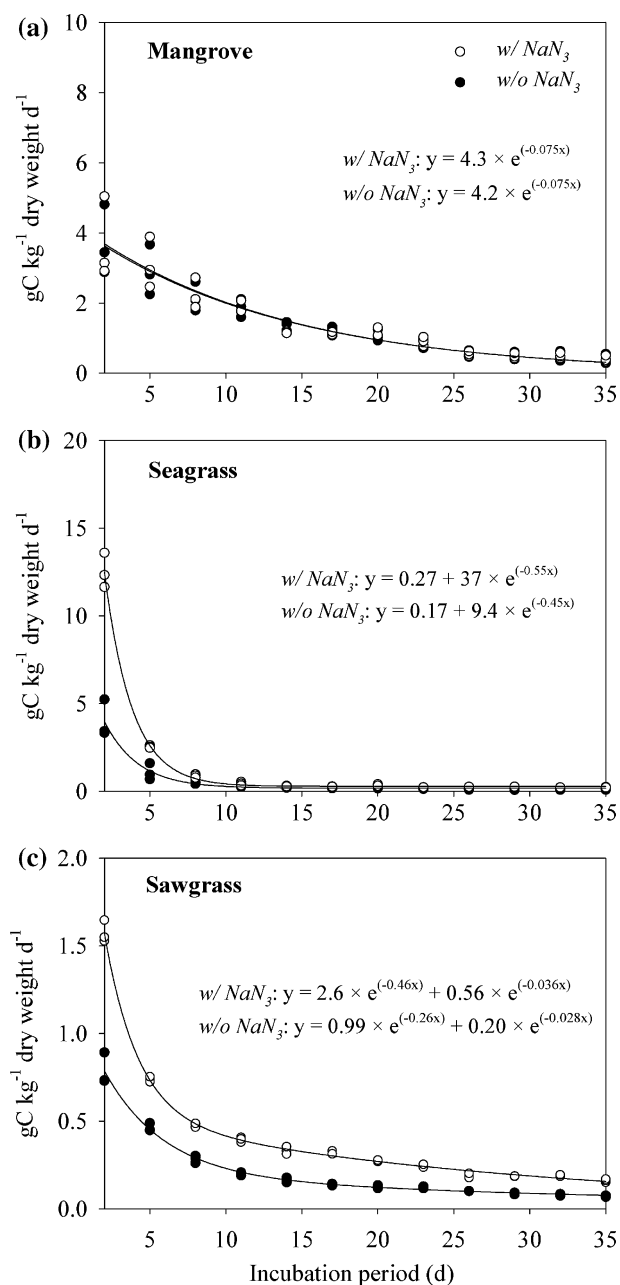 (a)
Mangrove
w/ NaN₃
w/o NaN₃
w/ NaN₃: y = 4.3 × e^(-0.075x)
w/o NaN₃: y = 4.2 × e^(-0.075x)
gC kg⁻¹ dry weight d⁻¹
10
8
6
4
2
0
5 10 15 20 25 30 35
(b)
Seagrass
w/ NaN₃: y = 0.27 + 37 × e^(-0.55x)
w/o NaN₃: y = 0.17 + 9.4 × e^(-0.45x)
gC kg⁻¹ dry weight d⁻¹
20
15
10
5
0
5 10 15 20 25 30 35
(c)
Sawgrass
w/ NaN₃: y = 2.6 × e^(-0.46x) + 0.56 × e^(-0.036x)
w/o NaN₃: y = 0.99 × e^(-0.26x) + 0.20 × e^(-0.028x)
gC kg⁻¹ dry weight d⁻¹
2.0
1.5
1.0
0.5
0.0
5 10 15 20 25 30 35
Incubation period (d)